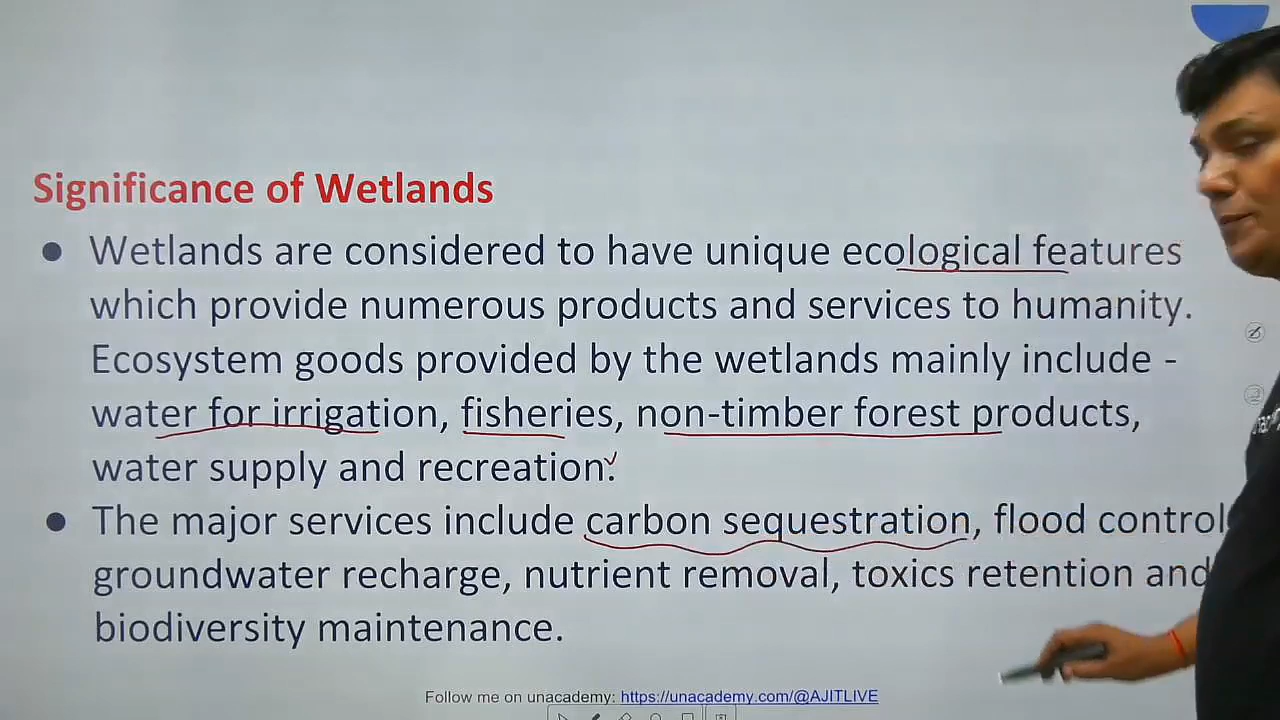 Significance of Wetlands
● Wetlands are considered to have unique ecological features
which provide numerous products and services to humanity.
Ecosystem goods provided by the wetlands mainly include -
water for irrigation, fisheries, non-timber forest products,
water supply and recreation.
● The major services include carbon sequestration, flood control
groundwater recharge, nutrient removal, toxics retention and
biodiversity maintenance.
Follow me on unacademy: https://unacademy.com/@AJITLIVE